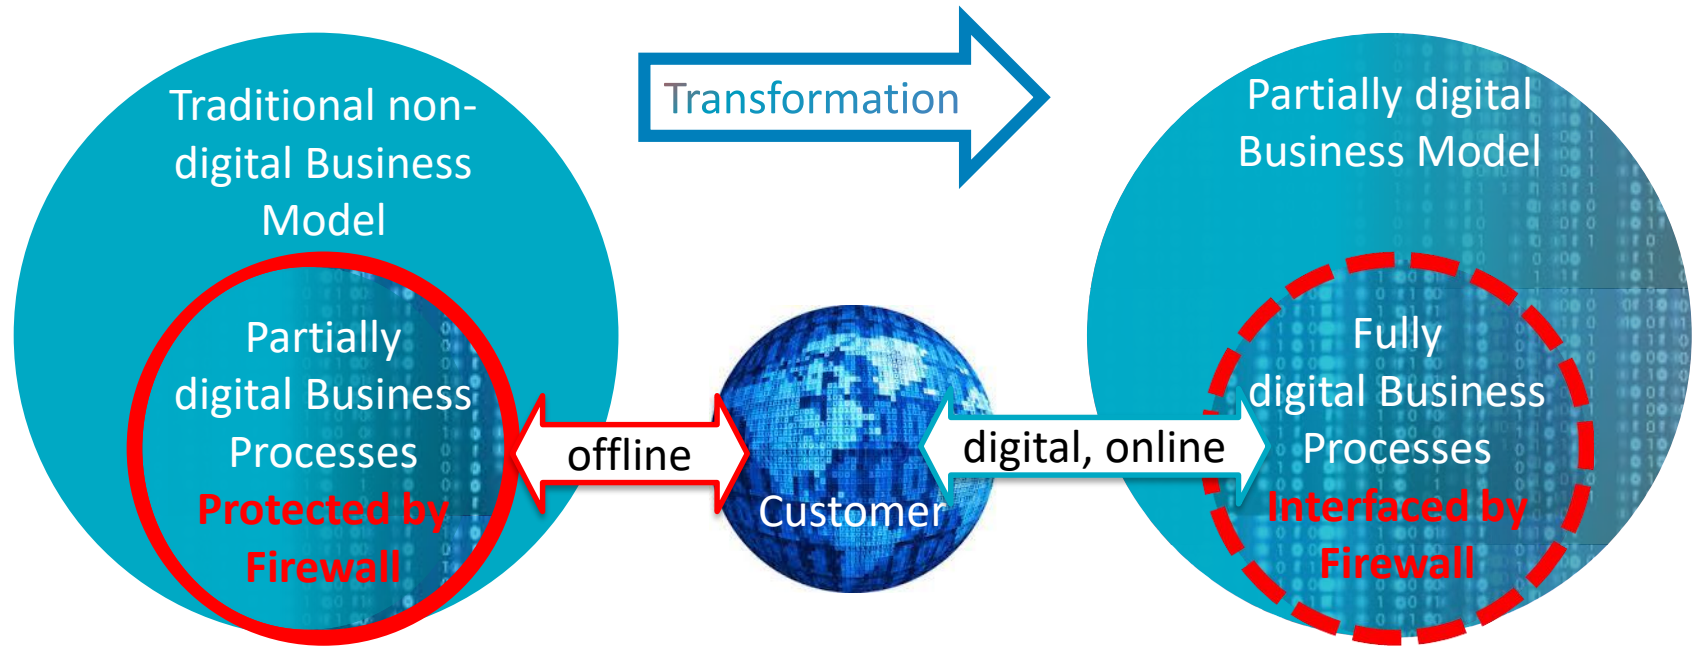 Traditional non-
digital Business
Model
Partially
digital Business
Processes
Protected by
Firewall
Transformation
offline
Customer
digital, online
Partially digital
Business Model
Fully
digital Business
Processes
Interfaced by
Firewall